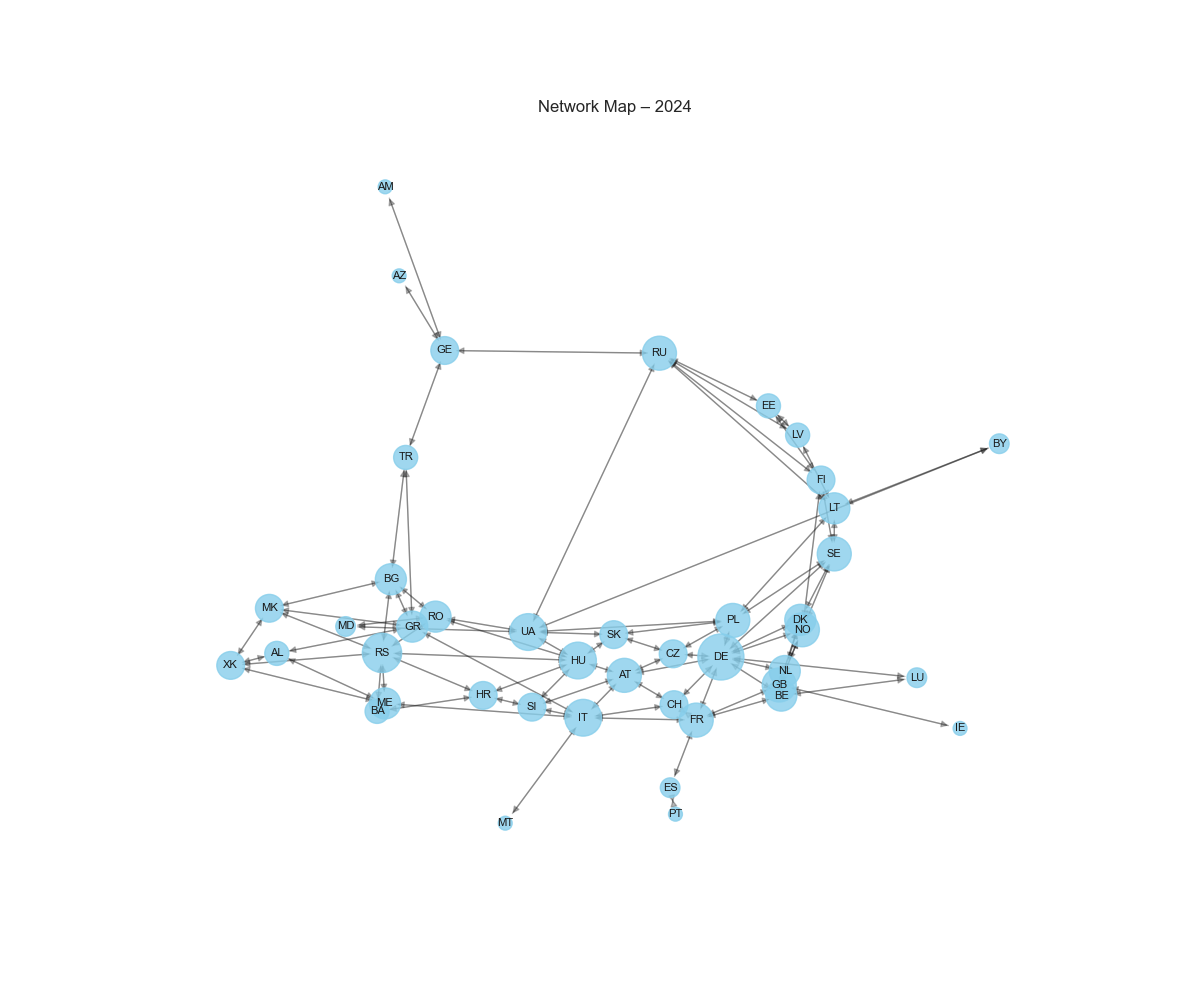 Network Map – 2024
AM
AZ
GE
RU
EE
LV
BY
TR
FI
LT
SE
BG
MK
RO
MD
GR
UA
SK
PL
DK
NO
AL
XK
RS
HU
CZ
DE
AT
NL
LU
GB
BE
ME
BA
HR
SI
IT
CH
FR
IE
ES
PT
MT